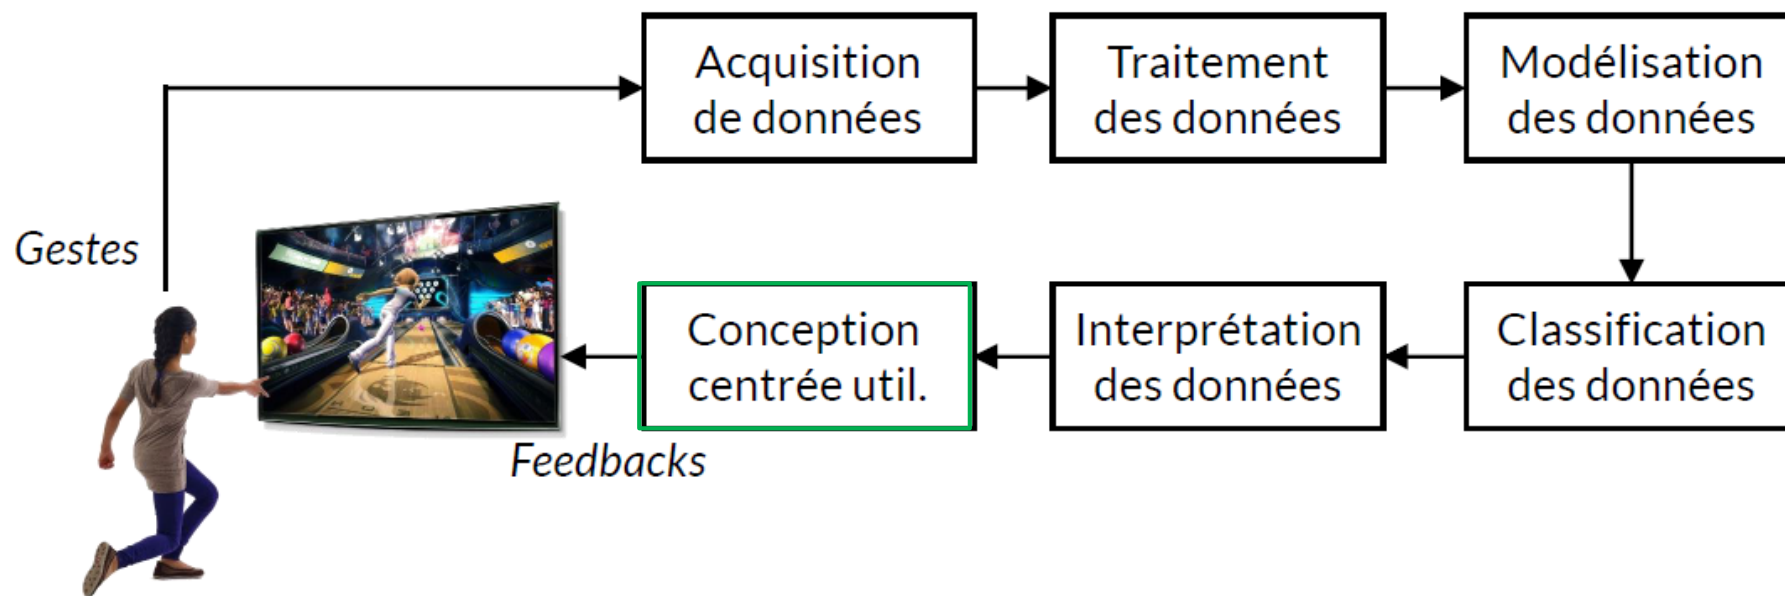 Acquisition
de données
Traitement
des données
Modélisation
des données
Gestes
Conception
centrée util.
Interprétation
des données
Classification
des données
Feedbacks